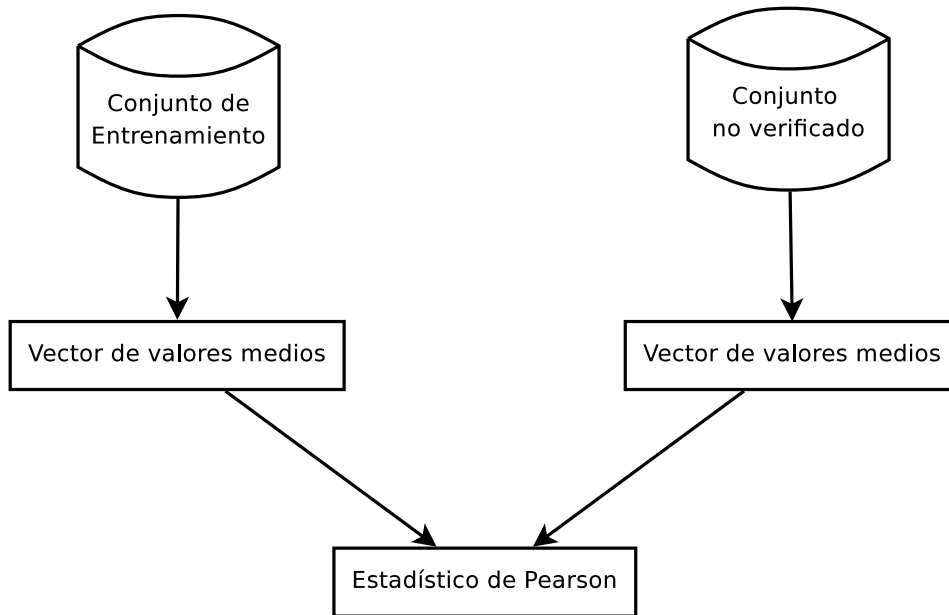 Conjunto de
Entrenamiento
Conjunto
no verificado
Vector de valores medios
Vector de valores medios
Estadístico de Pearson